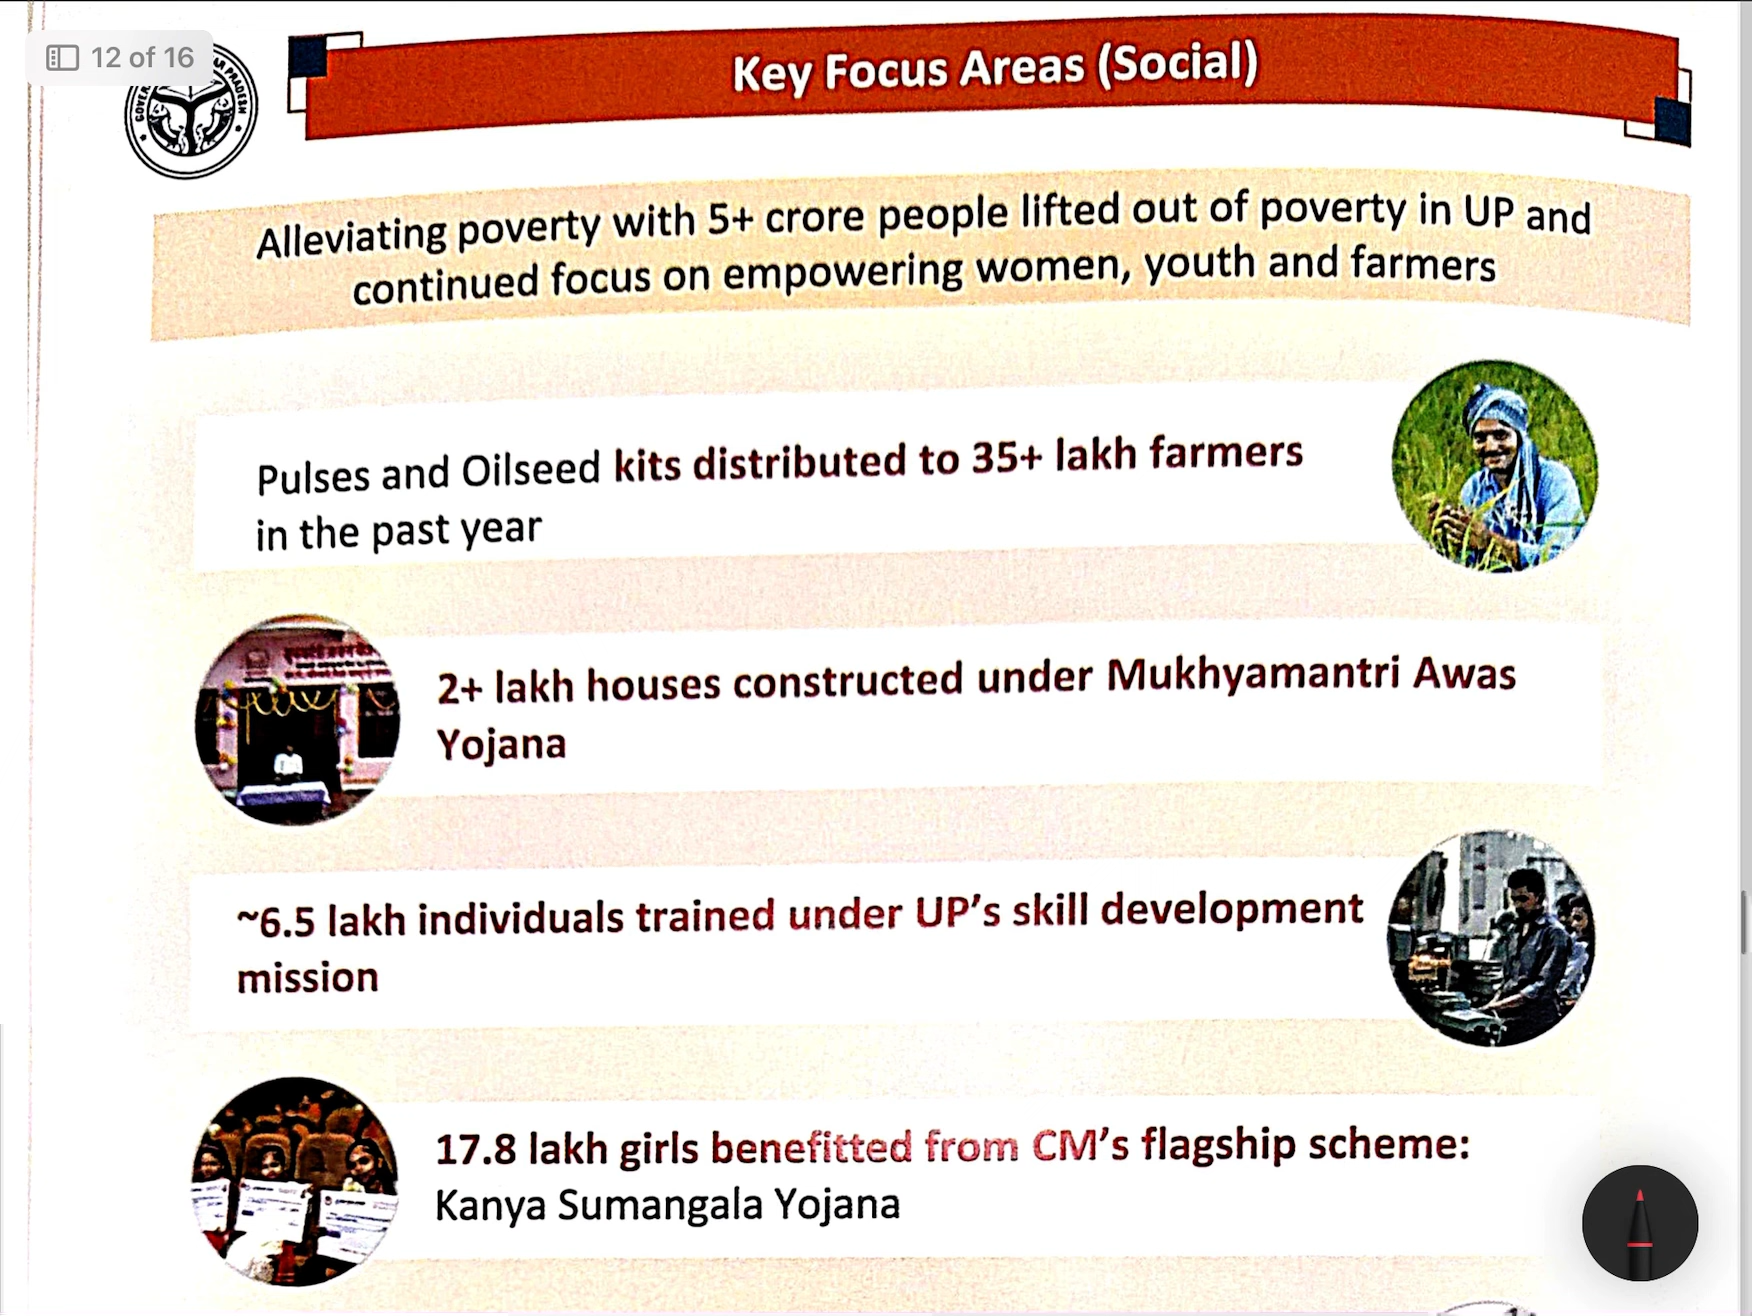 12 of 16
Key Focus Areas (Social)
Alleviating poverty with 5+ crore people lifted out of poverty in UP and
continued focus on empowering women, youth and farmers
Pulses and Oilseed kits distributed to 35+ lakh farmers
in the past year
2+ lakh houses constructed under Mukhyamantri Awas
Yojana
~6.5 lakh individuals trained under UP's skill development
mission
17.8 lakh girls benefitted from CM's flagship scheme:
Kanya Sumangala Yojana